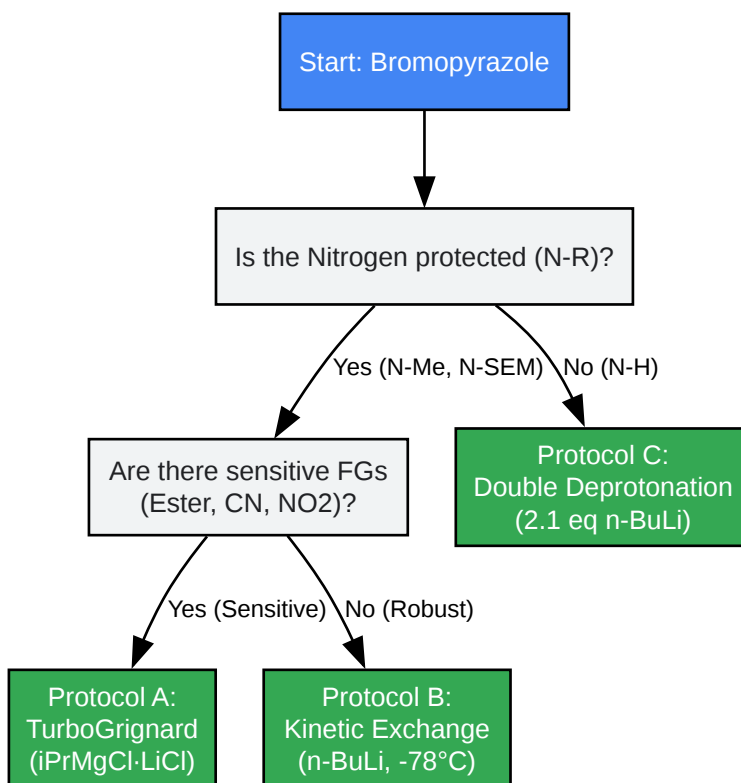 Start: Bromopyrazole
Is the Nitrogen protected (N-R)?
Yes (N-Me, N-SEM)
No (N-H)
Are there sensitive FGs
(Ester, CN, NO2)?
Protocol C:
Double Deprotonation
(2.1 eq n-BuLi)
Yes (Sensitive)
No (Robust)
Protocol A:
TurboGrignard
(iPrMgCl·LiCl)
Protocol B:
Kinetic Exchange
(n-BuLi, -78°C)